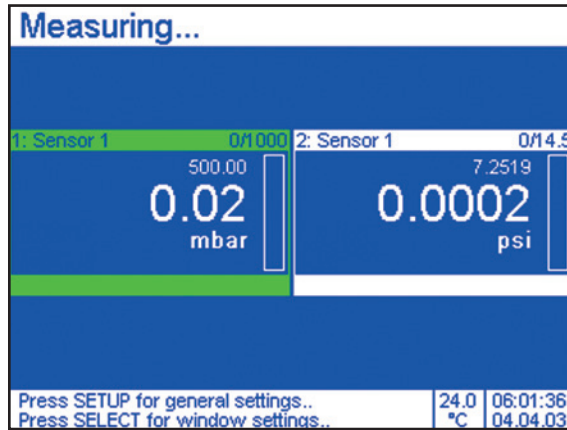 Measuring...
1: Sensor 1 0/1000 2: Sensor 1 0/14.5
500.00 7.2519
0.02 0.0002
mbar psi
Press SETUP for general settings.. 24.0 06:01:36
Press SELECT for window settings.. °C 04.04.03